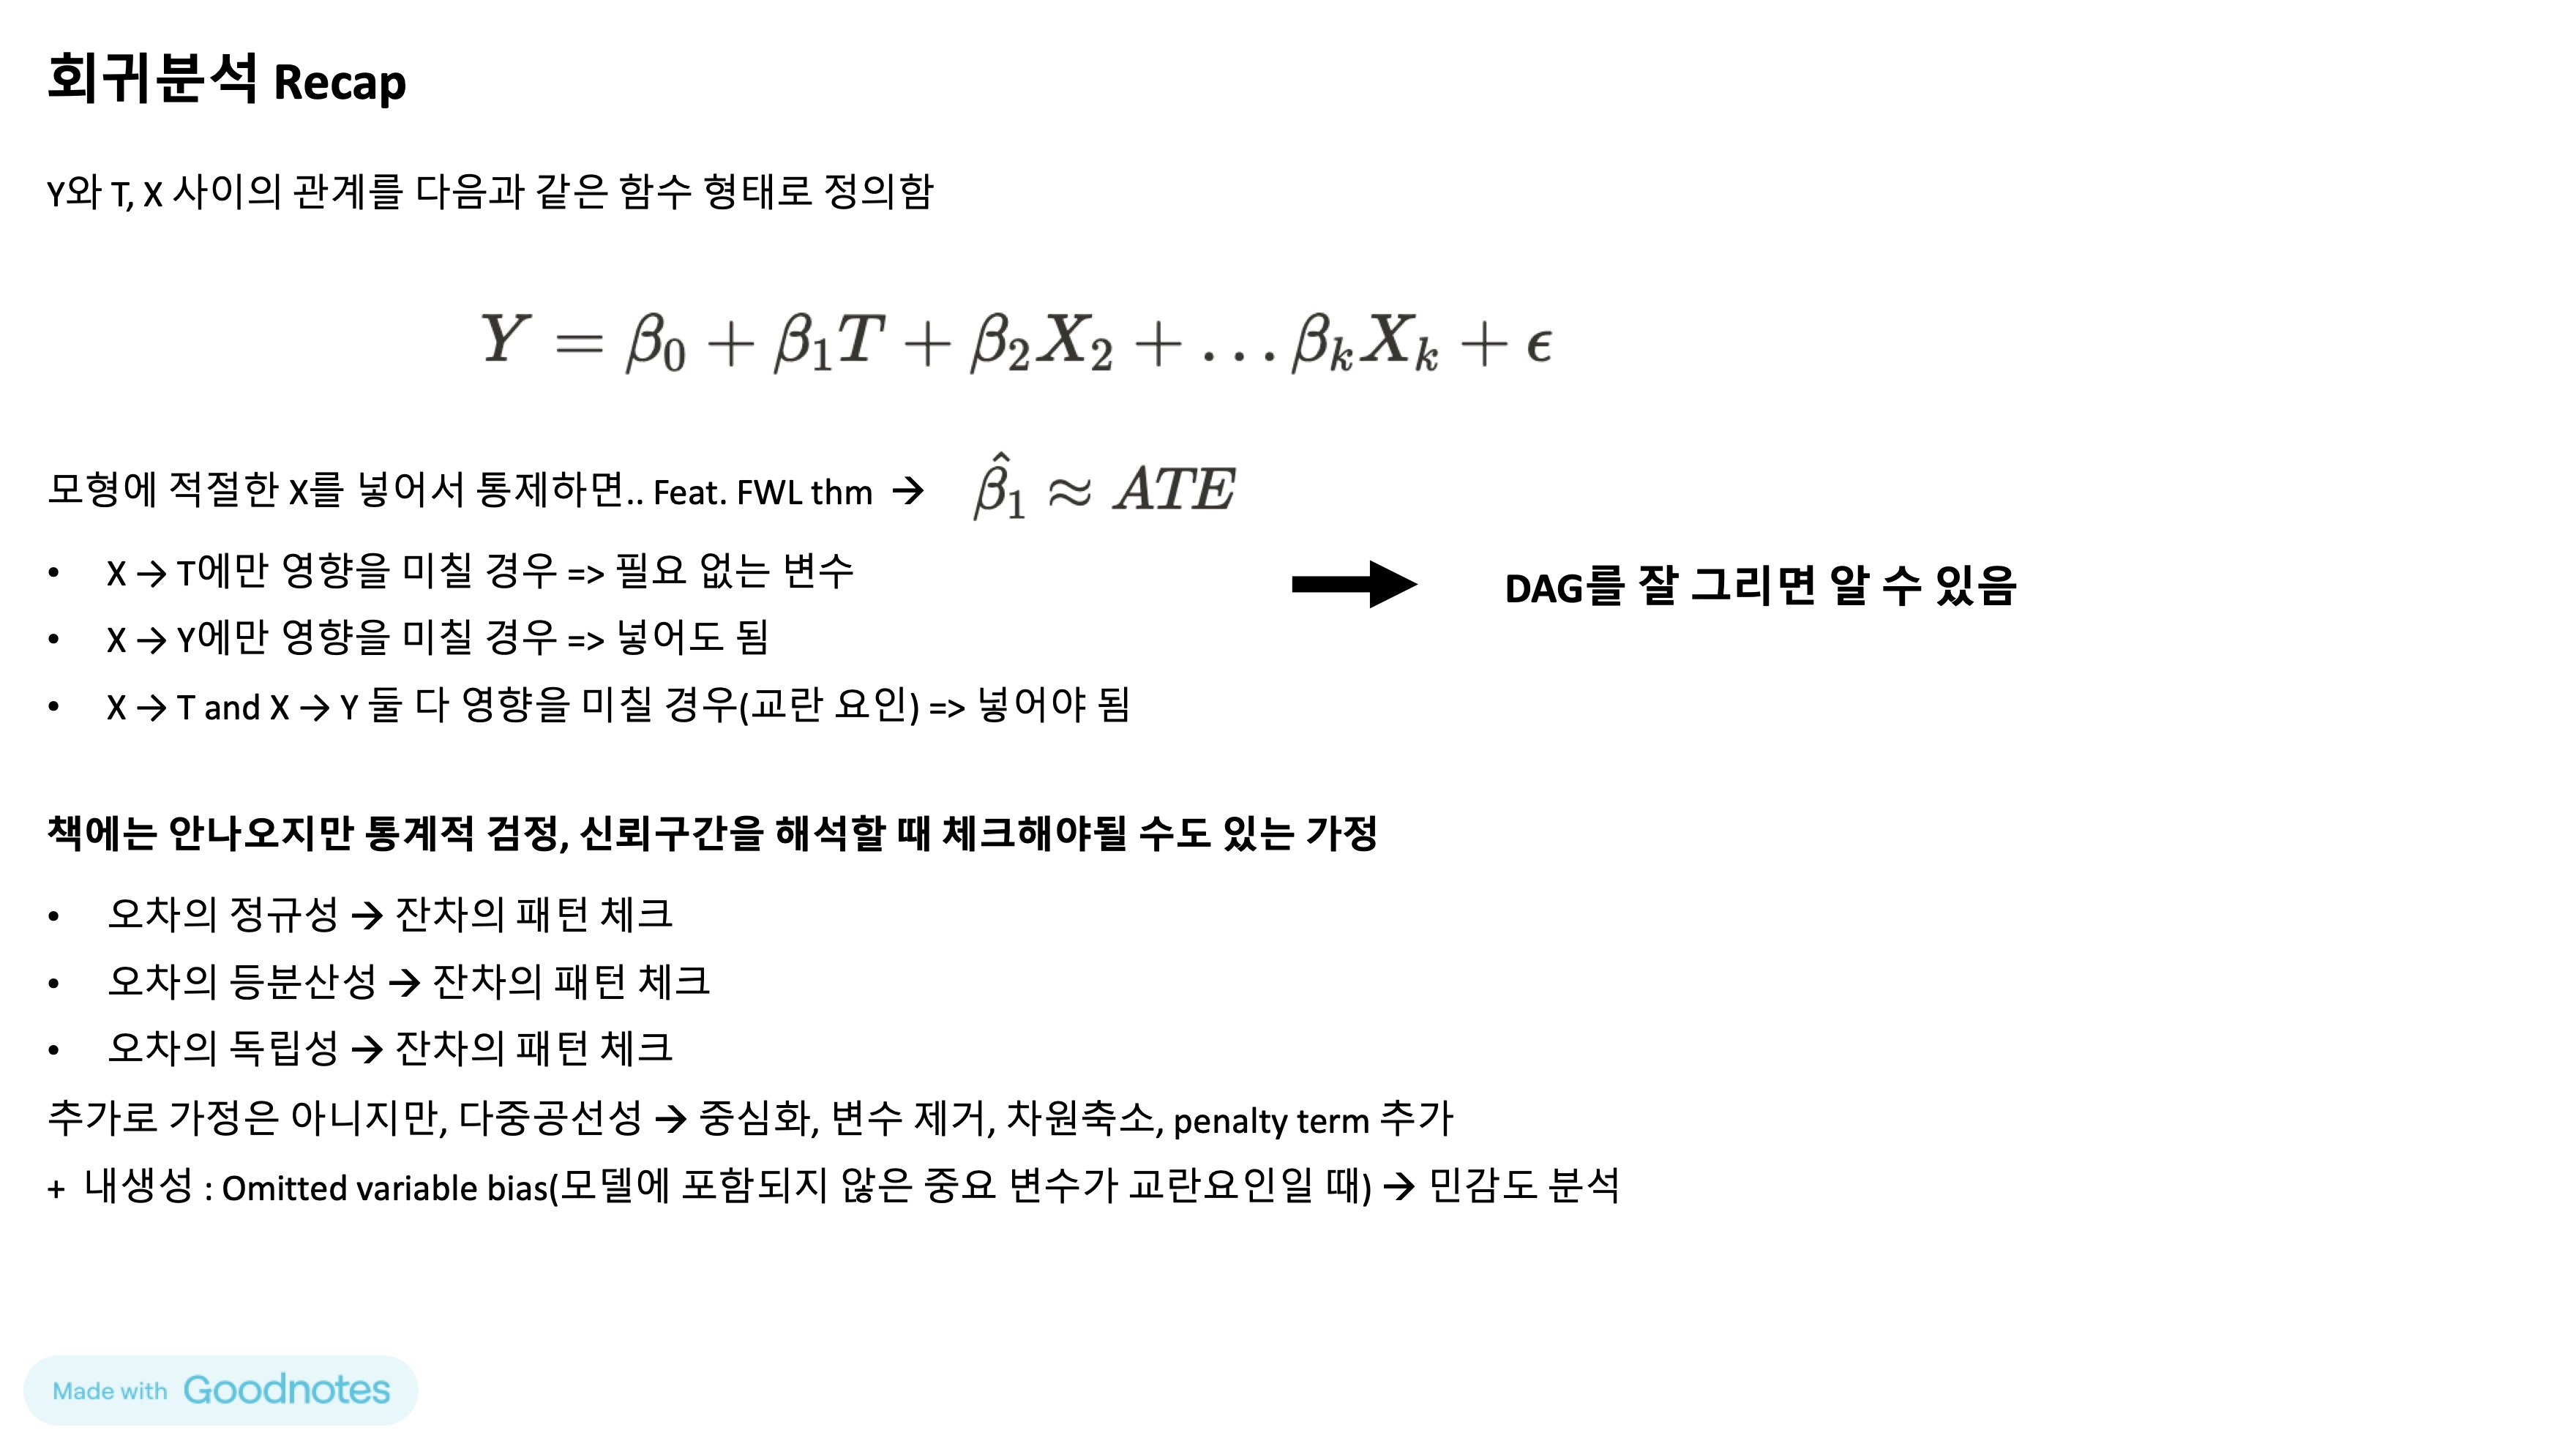 회귀분석 Recap
Y와 T, X 사이의 관계를 다음과 같은 함수 형태로 정의함
Y = β₀ + β₁T + β₂X₂ + … βₖXₖ + ϵ
모형에 적절한 X를 넣어서 통제하면.. Feat. FWL thm → β̂₁ ≈ ATE
• X → T에만 영향을 미칠 경우 => 필요 없는 변수
• X → Y에만 영향을 미칠 경우 => 넣어도 됨
• X → T and X → Y 둘 다 영향을 미칠 경우(교란 요인) => 넣어야 됨
DAG를 잘 그리면 알 수 있음
책에는 안나오지만 통계적 검정, 신뢰구간을 해석할 때 체크해야될 수도 있는 가정
• 오차의 정규성 → 잔차의 패턴 체크
• 오차의 등분산성 → 잔차의 패턴 체크
• 오차의 독립성 → 잔차의 패턴 체크
추가로 가정은 아니지만, 다중공선성 → 중심화, 변수 제거, 차원축소, penalty term 추가
+ 내생성 : Omitted variable bias(모델에 포함되지 않은 중요 변수가 교란요인일 때) → 민감도 분석
Made with Goodnotes